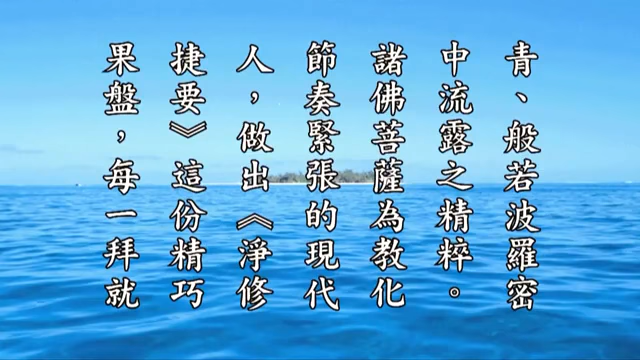 青、般若波羅密
中流露之精粹。
諸佛菩薩為教化
節奏緊張的現代
人，做出《淨修
捷要》這份精巧
果盤，每一拜就